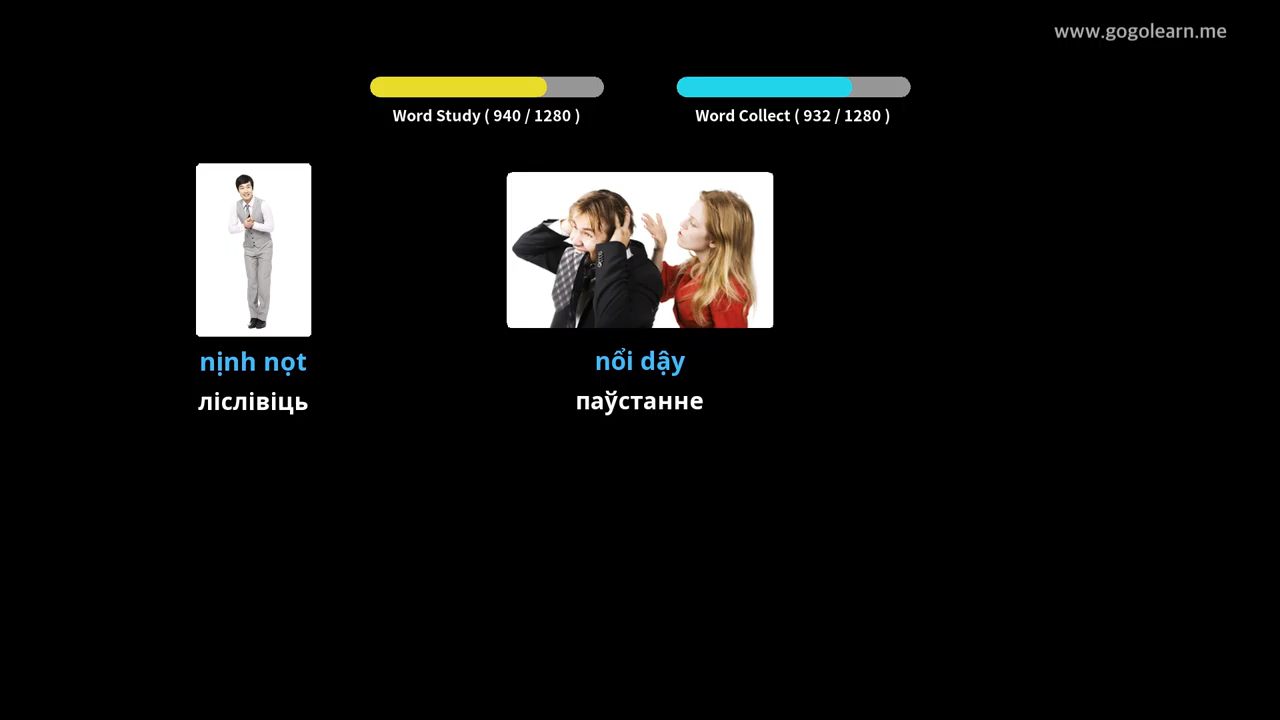 www.gogolearn.me
Word Study ( 940 / 1280 )
Word Collect ( 932 / 1280 )
nịnh nọt
nổi dậy
ліслівіць
паўстанне